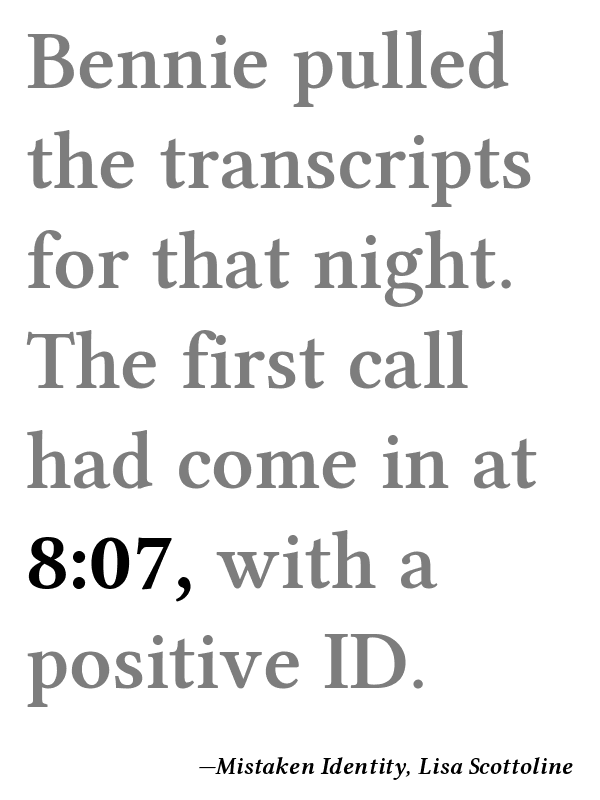 Bennie pulled
the transcripts
for that night.
The first call
had come in at
8:07, with a
positive ID.
—Mistaken Identity, Lisa Scottoline